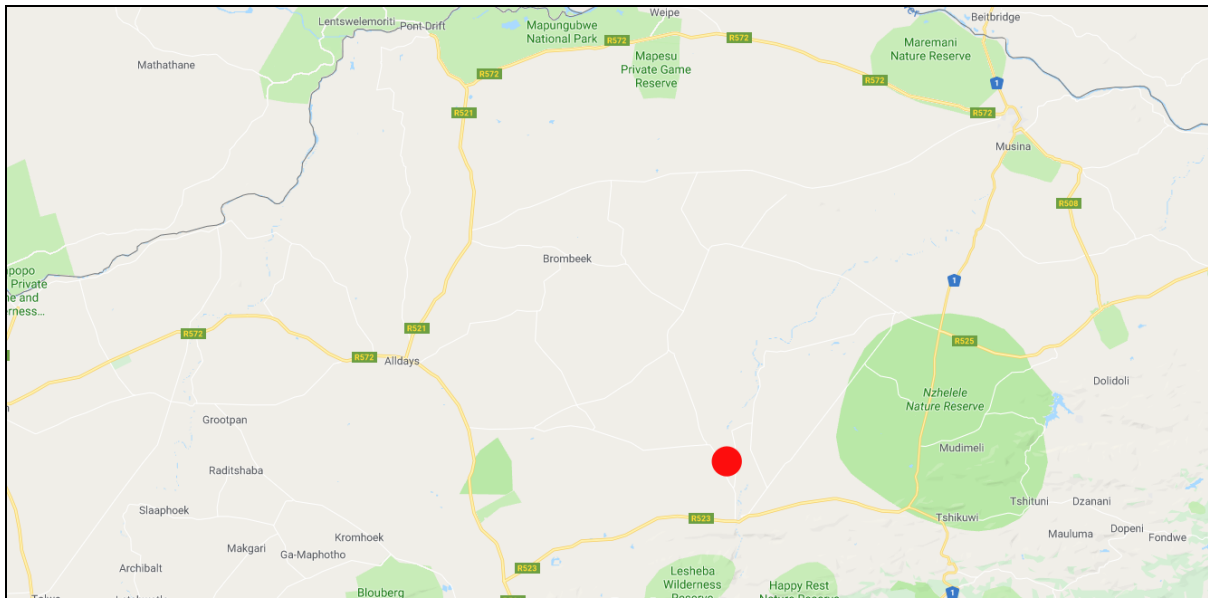 Weipe
Beitbridge
Lentswelemoriti
Pont Drift
Mapungubwe
National Park
R572
R572
Maremani
Nature Reserve
Mathathane
Mapesu
Private Game
Reserve
R572
R572
1
R521
R572
Musina
R508
Brombeek
Private
1
R521
R572
R572
R525
Alldays
Dolidoli
Nzhelele
Nature Reserve
Grootpan
Mudimeli
Raditshaba
Tshituni
Dzanani
Slaaphoek
R523
Tshikuwi
Dopeni
Mauluma
Fondwe
Kromhoek
Makgari
Ga-Maphotho
Archibalt
R523
Lesheba
Wilderness
Happy Rest
Blouberg
1